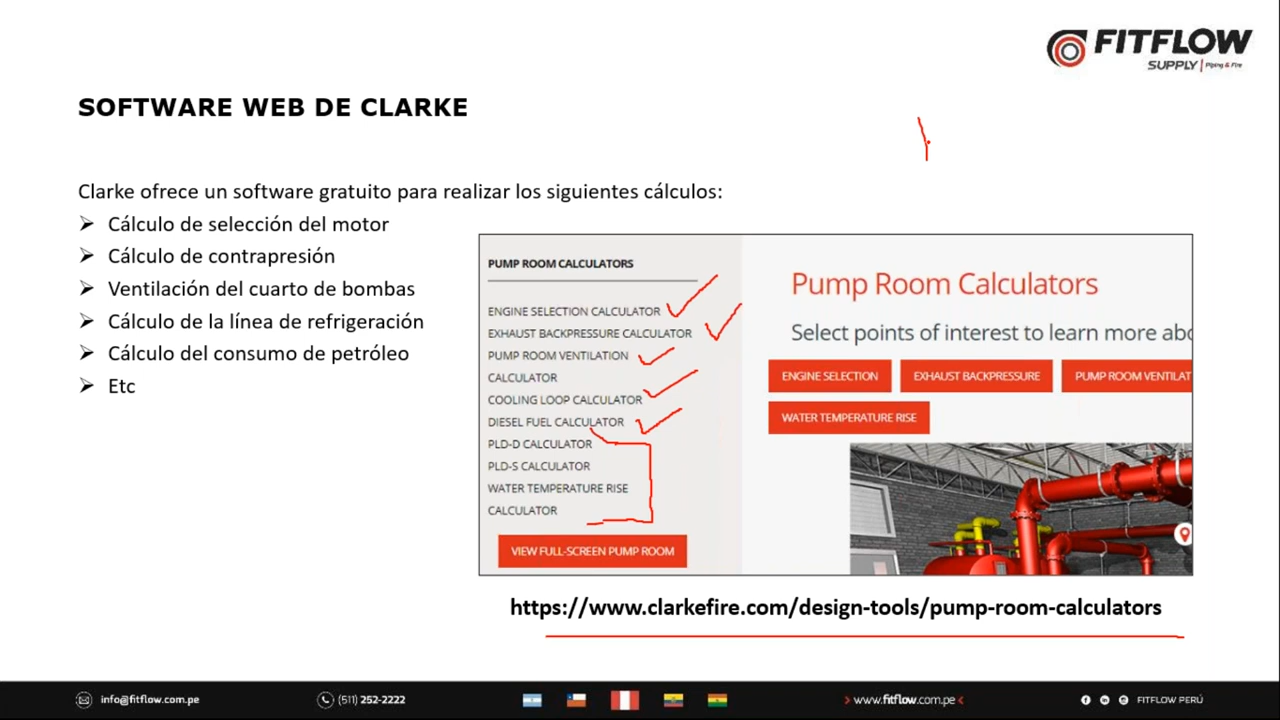 FITFLOW
SUPPLY | Piping & Fire
SOFTWARE WEB DE CLARKE
Clarke ofrece un software gratuito para realizar los siguientes cálculos:
Cálculo de selección del motor
Cálculo de contrapresión
Ventilación del cuarto de bombas
Cálculo de la línea de refrigeración
Cálculo del consumo de petróleo
Etc
PUMP ROOM CALCULATORS
ENGINE SELECTION CALCULATOR
EXHAUST BACKPRESSURE CALCULATOR
PUMP ROOM VENTILATION
CALCULATOR
COOLING LOOP CALCULATOR
DIESEL FUEL CALCULATOR
PLD-D CALCULATOR
PLD-S CALCULATOR
WATER TEMPERATURE RISE
CALCULATOR
VIEW FULL-SCREEN PUMP ROOM
Pump Room Calculators
Select points of interest to learn more abo
ENGINE SELECTION EXHAUST BACKPRESSURE PUMP ROOM VENTILAT
WATER TEMPERATURE RISE
https://www.clarkefire.com/design-tools/pump-room-calculators
info@fitflow.com.pe (511) 252-2222 www.fitflow.com.pe FITFLOW PERÚ